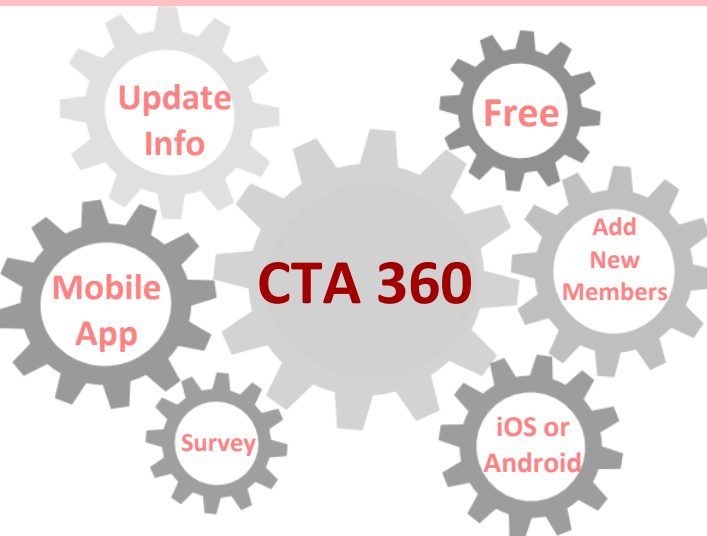 Update
Info
Free
Add
New
Members
CTA 360
Mobile
App
Survey
iOS or
Android